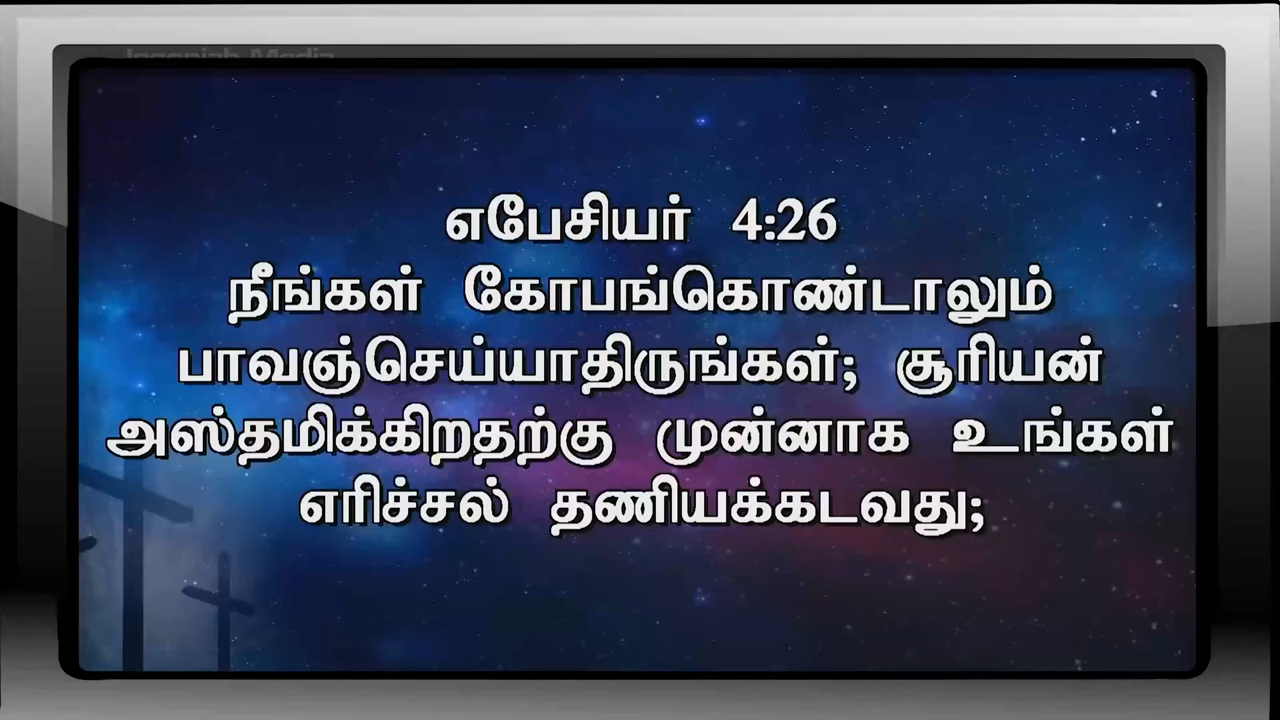 எபேசியர் 4:26
நீங்கள் கோபங்கொண்டாலும்
பாவஞ்செய்யாதிருங்கள்; சூரியன்
அஸ்தமிக்கிறதற்கு முன்னாக உங்கள்
எரிச்சல் தணியக்கடவது;